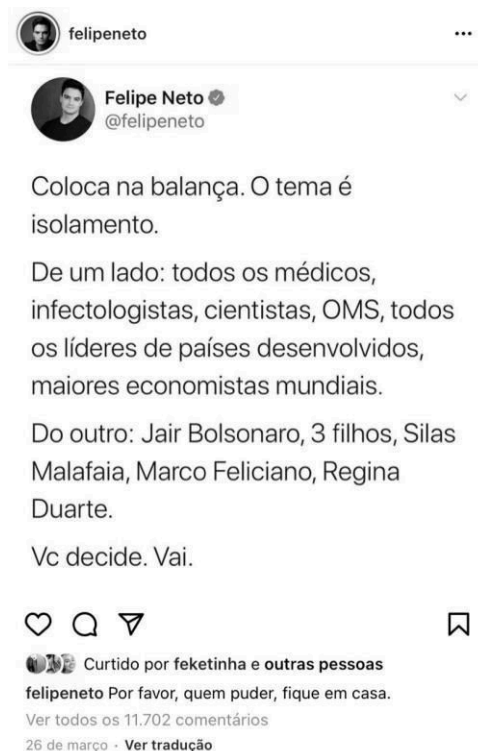 felipeneto
Felipe Neto
@felipeneto
Coloca na balança. O tema é
isolamento.
De um lado: todos os médicos,
infectologistas, cientistas, OMS, todos
os líderes de países desenvolvidos,
maiores economistas mundiais.
Do outro: Jair Bolsonaro, 3 filhos, Silas
Malafaia, Marco Feliciano, Regina
Duarte.
Vc decide. Vai.
Curtido por feketinha e outras pessoas
felipeneto Por favor, quem puder, fique em casa.
Ver todos os 11.702 comentários
26 de março · Ver tradução